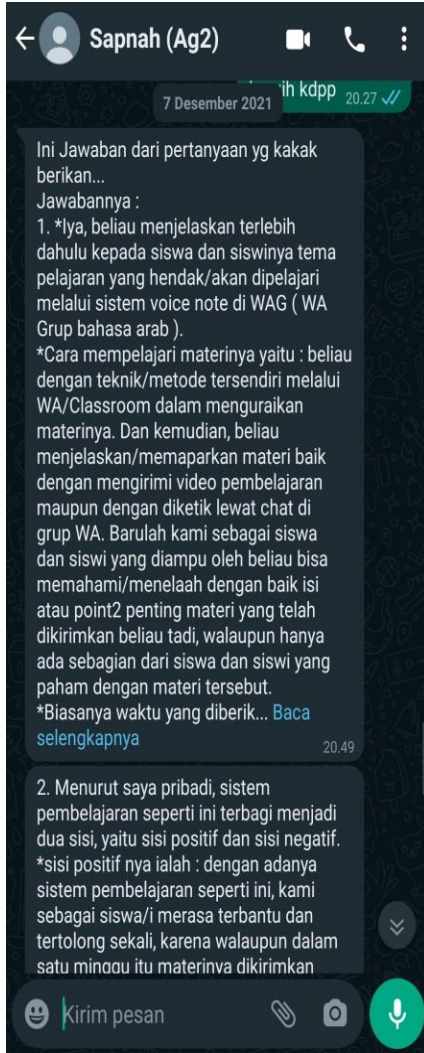 Sapnah (Ag2)
ih kdpp 20.27
7 Desember 2021
Ini Jawaban dari pertanyaan yg kakak
berikan...
Jawabannya :
1. *Iya, beliau menjelaskan terlebih
dahulu kepada siswa dan siswinya tema
pelajaran yang hendak/akan dipelajari
melalui sistem voice note di WAG ( WA
Grup bahasa arab ).
*Cara mempelajari materinya yaitu : beliau
dengan teknik/metode tersendiri melalui
WA/Classroom dalam menguraikan
materinya. Dan kemudian, beliau
menjelaskan/memaparkan materi baik
dengan mengirimi video pembelajaran
maupun dengan diketik lewat chat di
grup WA. Barulah kami sebagai siswa
dan siswi yang diampu oleh beliau bisa
memahami/menelaah dengan baik isi
atau point2 penting materi yang telah
dikirimkan beliau tadi, walaupun hanya
ada sebagian dari siswa dan siswi yang
paham dengan materi tersebut.
*Biasanya waktu yang diberik... Baca
selengkapnya
20.49
2. Menurut saya pribadi, sistem
pembelajaran seperti ini terbagi menjadi
dua sisi, yaitu sisi positif dan sisi negatif.
*sisi positif nya ialah : dengan adanya
sistem pembelajaran seperti ini, kami
sebagai siswa/i merasa terbantu dan
tertolong sekali, karena walaupun dalam
satu minggu itu materinya dikirimkan
Kirim pesan